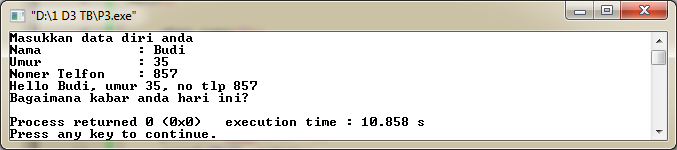 "D:\1 D3 TB\P3.exe"
Masukkan data diri anda
Nama            : Budi
Umur            : 35
Nomer Telfon    : 857
Hello Budi, umur 35, no tlp 857
Bagaimana kabar anda hari ini?
Process returned 0 (0x0)   execution time : 10.858 s
Press any key to continue.